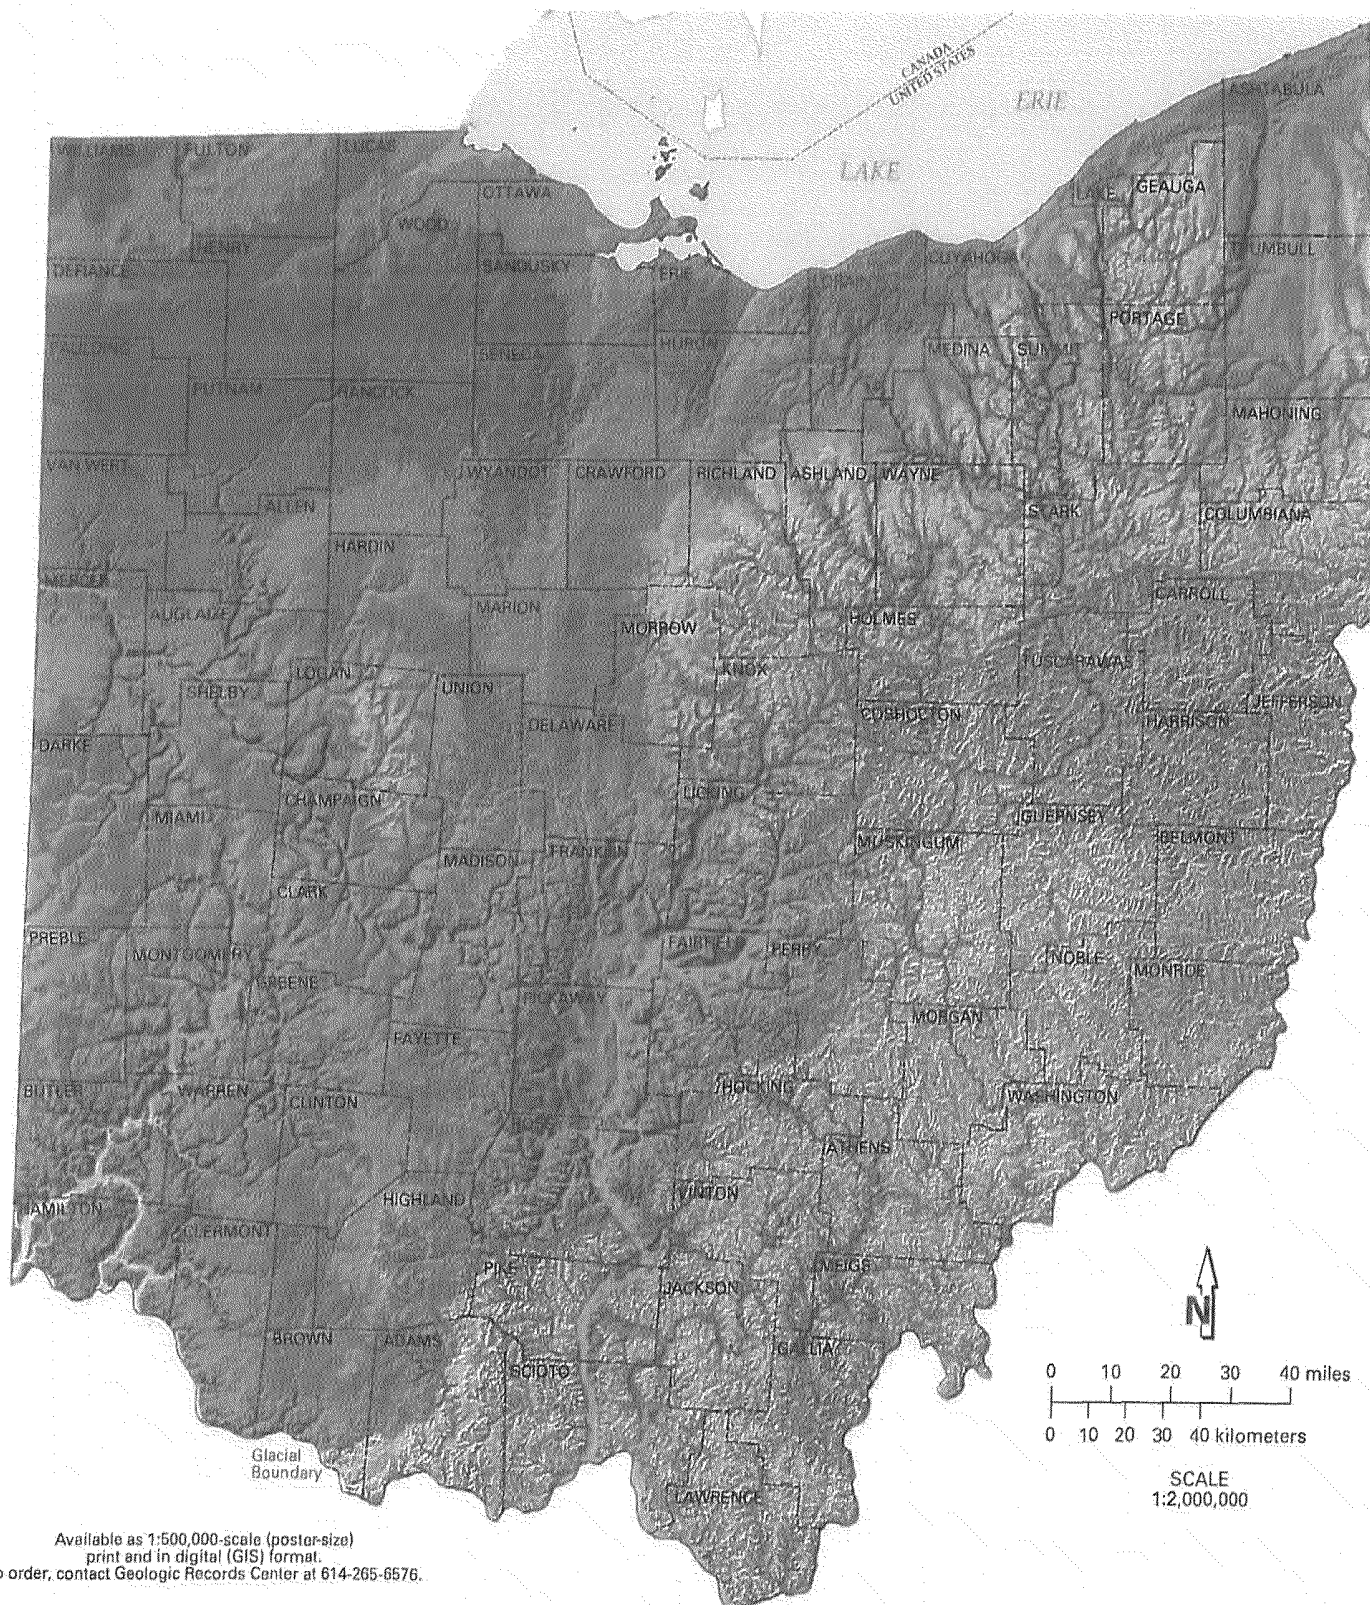 CANADA
UNITED STATES
ERIE
LAKE
ASHTABULA
WILLIAMS
FULTON
LUCAS
OTTAWA
LAKE
GEAUGA
WOOD
HENRY
TRUMBULL
DEFIANCE
SANDUSKY
ERIE
LORAIN
CUYAHOGA
PORTAGE
PAULDING
SENECA
HURON
MEDINA
SUMMIT
PUTNAM
HANCOCK
MAHONING
VAN WERT
WYANDOT
CRAWFORD
RICHLAND
ASHLAND
WAYNE
ALLEN
STARK
COLUMBIANA
HARDIN
MERCER
AUGLAIZE
MARION
MORROW
HOLMES
CARROLL
LOGAN
KNOX
TUSCARAWAS
SHELBY
UNION
DELAWARE
COSHOCTON
HARRISON
JEFFERSON
DARKE
CHAMPAIGN
LICKING
MIAMI
GUERNSEY
MUSKINGUM
BELMONT
MADISON
FRANKLIN
CLARK
PREBLE
MONTGOMERY
FAIRFIELD
PERRY
NOBLE
MONROE
GREENE
PICKAWAY
FAYETTE
MORGAN
BUTLER
WARREN
CLINTON
HOCKING
WASHINGTON
ATHENS
HAMILTON
CLERMONT
HIGHLAND
VINTON
PIKE
JACKSON
MEIGS
BROWN
ADAMS
SCIOTO
GALLIA
LAWRENCE
Glacial
Boundary
N
0 10 20 30 40 miles
0 10 20 30 40 kilometers
SCALE
1:2,000,000
Available as 1:500,000-scale (poster-size)
print and in digital (GIS) format.
o order, contact Geologic Records Center at 614-265-6576.